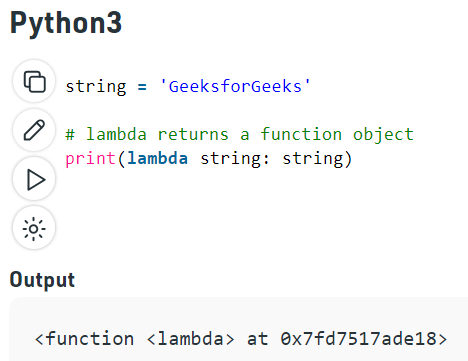 Python3
string = 'GeeksforGeeks'
# lambda returns a function object
print(lambda string: string)
Output
<function <lambda> at 0x7fd7517ade18>